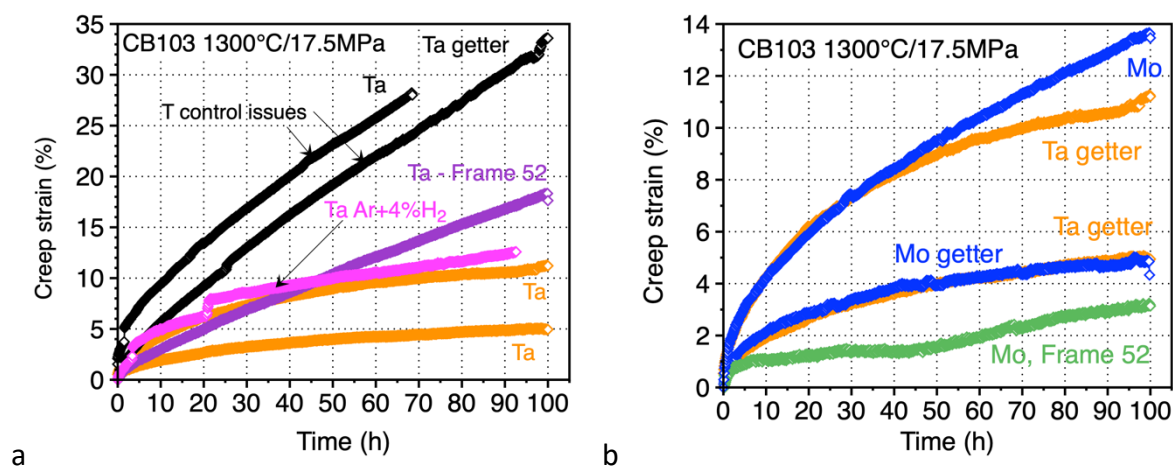 CB103 1300°C/17.5MPa
Ta getter
Ta
T control issues
Ta - Frame 52
Ta Ar+4%H₂
Ta
Ta
Creep strain (%)
35
30
25
20
15
10
5
0
0 10 20 30 40 50 60 70 80 90 100
Time (h)
a
CB103 1300°C/17.5MPa
Mo
Ta getter
Ta getter
Mo getter
Mo, Frame 52
Creep strain (%)
14
12
10
8
6
4
2
0
0 10 20 30 40 50 60 70 80 90 100
Time (h)
b